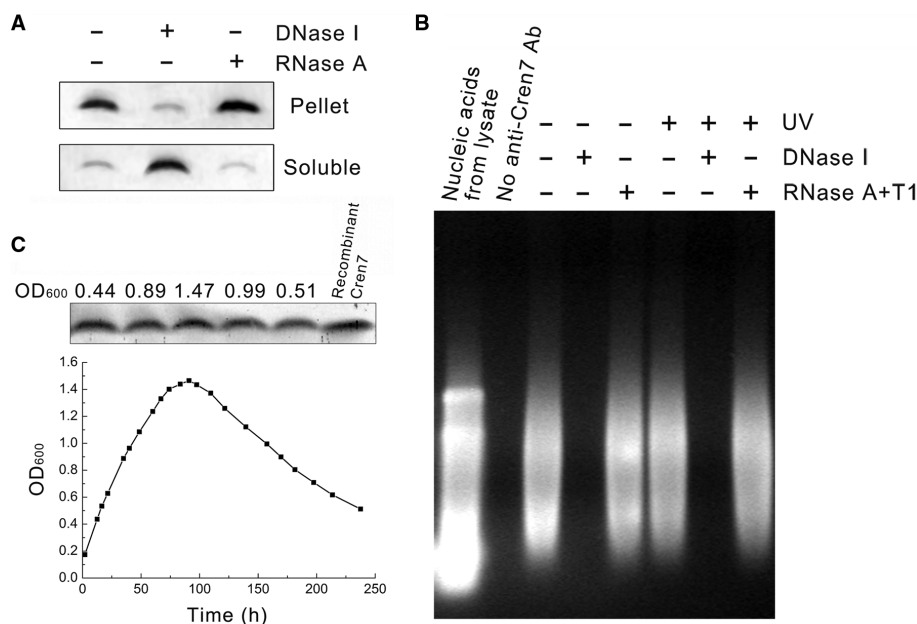 A
− + − DNase I
− − + RNase A
Pellet
Soluble
B
Nucleic acids
from lysate
No anti-Cren7 Ab
− − − + + + UV
− + − − + − DNase I
− − + − − + RNase A+T1
C
OD600 0.44 0.89 1.47 0.99 0.51
Recombinant
Cren7
1.6
1.4
1.2
1.0
0.8
0.6
0.4
0.2
0.0
OD600
0 50 100 150 200 250
Time (h)